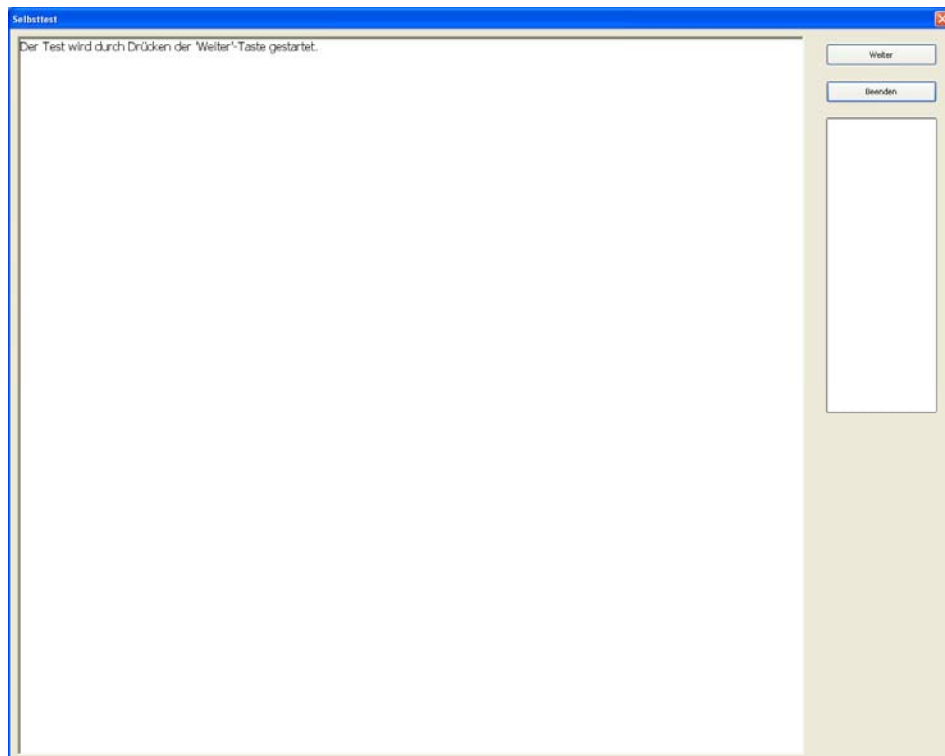 Selbsttest
Der Test wird durch Drücken der 'Weiter'-Taste gestartet.
Weiter
Beenden